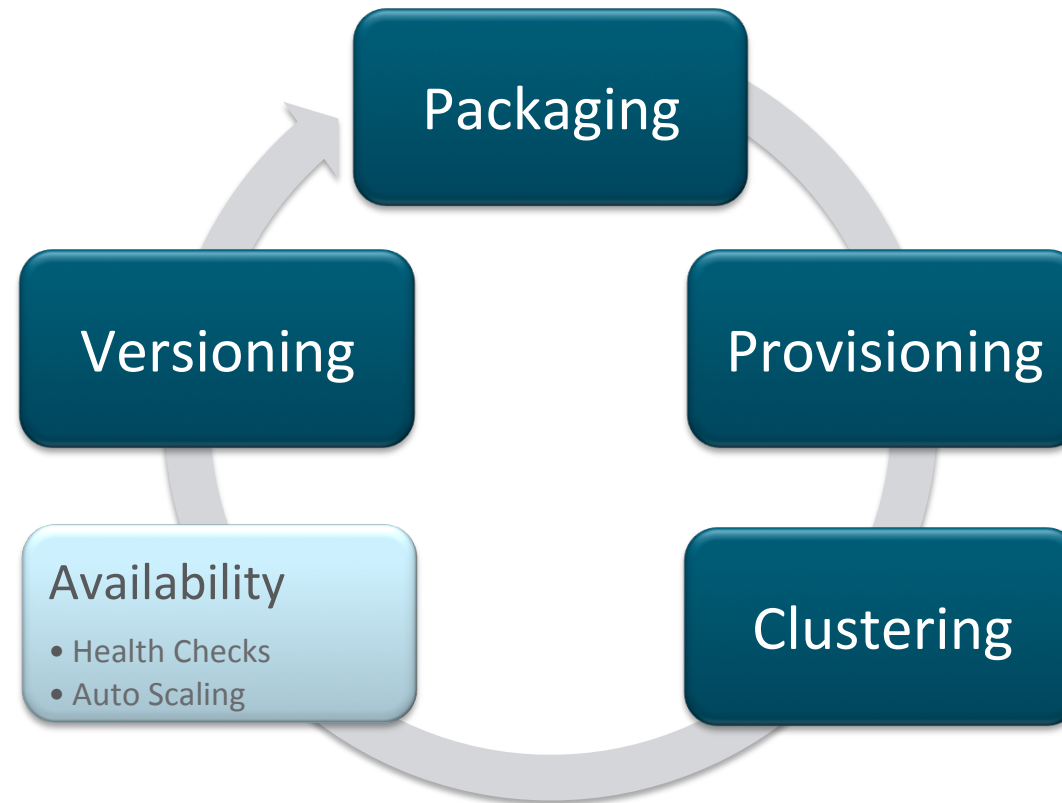 Packaging
Versioning
Provisioning
Availability
• Health Checks
• Auto Scaling
Clustering